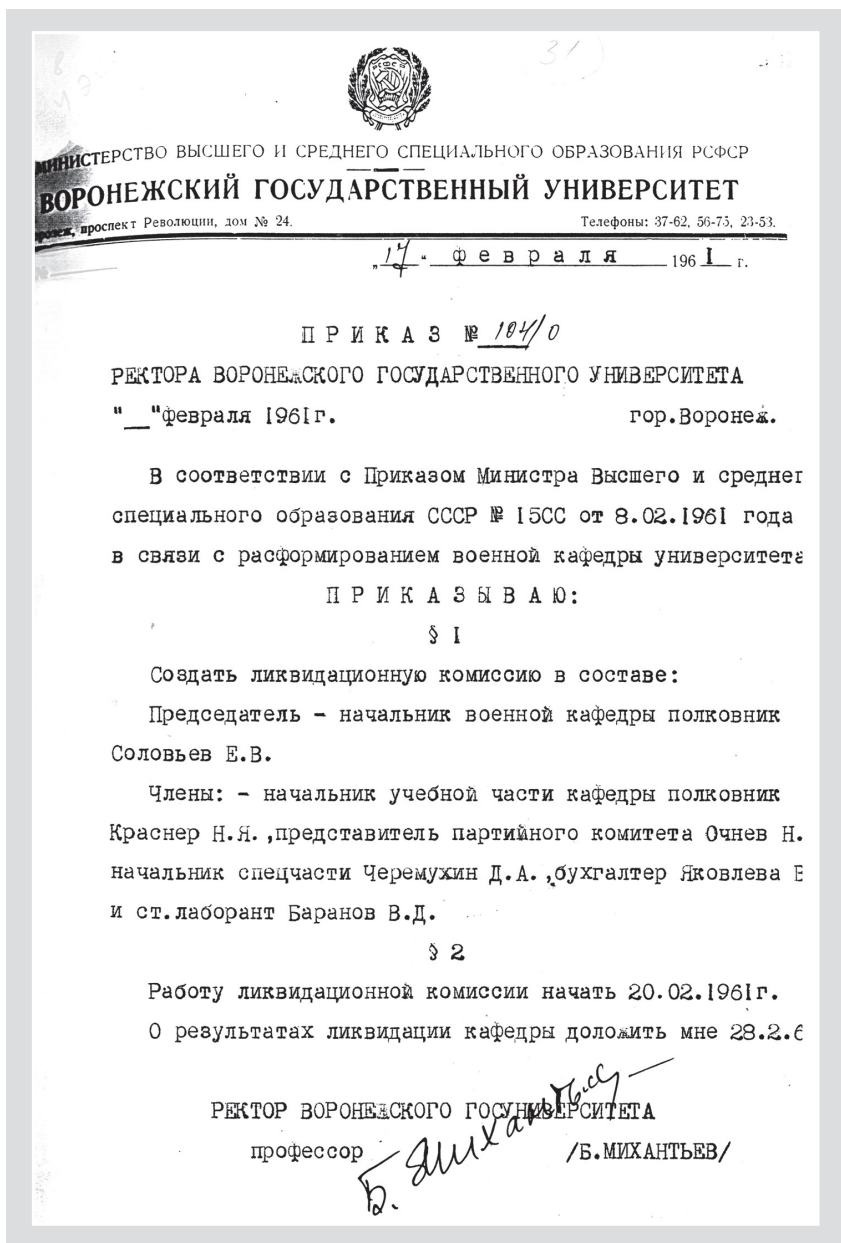 МИНИСТЕРСТВО ВЫСШЕГО И СРЕДНЕГО СПЕЦИАЛЬНОГО ОБРАЗОВАНИЯ РСФСР
ВОРОНЕЖСКИЙ ГОСУДАРСТВЕННЫЙ УНИВЕРСИТЕТ
проспект Революции, дом № 24. Телефоны: 37-62, 56-75, 23-53.
„17“ февраля 1961 г.
ПРИКАЗ № 104/0
РЕКТОРА ВОРОНЕЖСКОГО ГОСУДАРСТВЕННОГО УНИВЕРСИТЕТА
"__"февраля 1961г. гор.Воронеж.
В соответствии с Приказом Министра Высшего и среднег
специального образования СССР № 15СС от 8.02.1961 года
в связи с расформированием военной кафедры университета
ПРИКАЗЫВАЮ:
§ I
Создать ликвидационную комиссию в составе:
Председатель - начальник военной кафедры полковник
Соловьев Е.В.
Члены: - начальник учебной части кафедры полковник
Краснер Н.Я.,представитель партийного комитета Очнев Н.
начальник спецчасти Черемухин Д.А.,бухгалтер Яковлева
и ст.лаборант Баранов В.Д.
§ 2
Работу ликвидационной комиссии начать 20.02.1961г.
О результатах ликвидации кафедры доложить мне 28.2.6
РЕКТОР ВОРОНЕЖСКОГО ГОСУНИВЕРСИТЕТА
профессор Б. Михантьев /Б.МИХАНТЬЕВ/